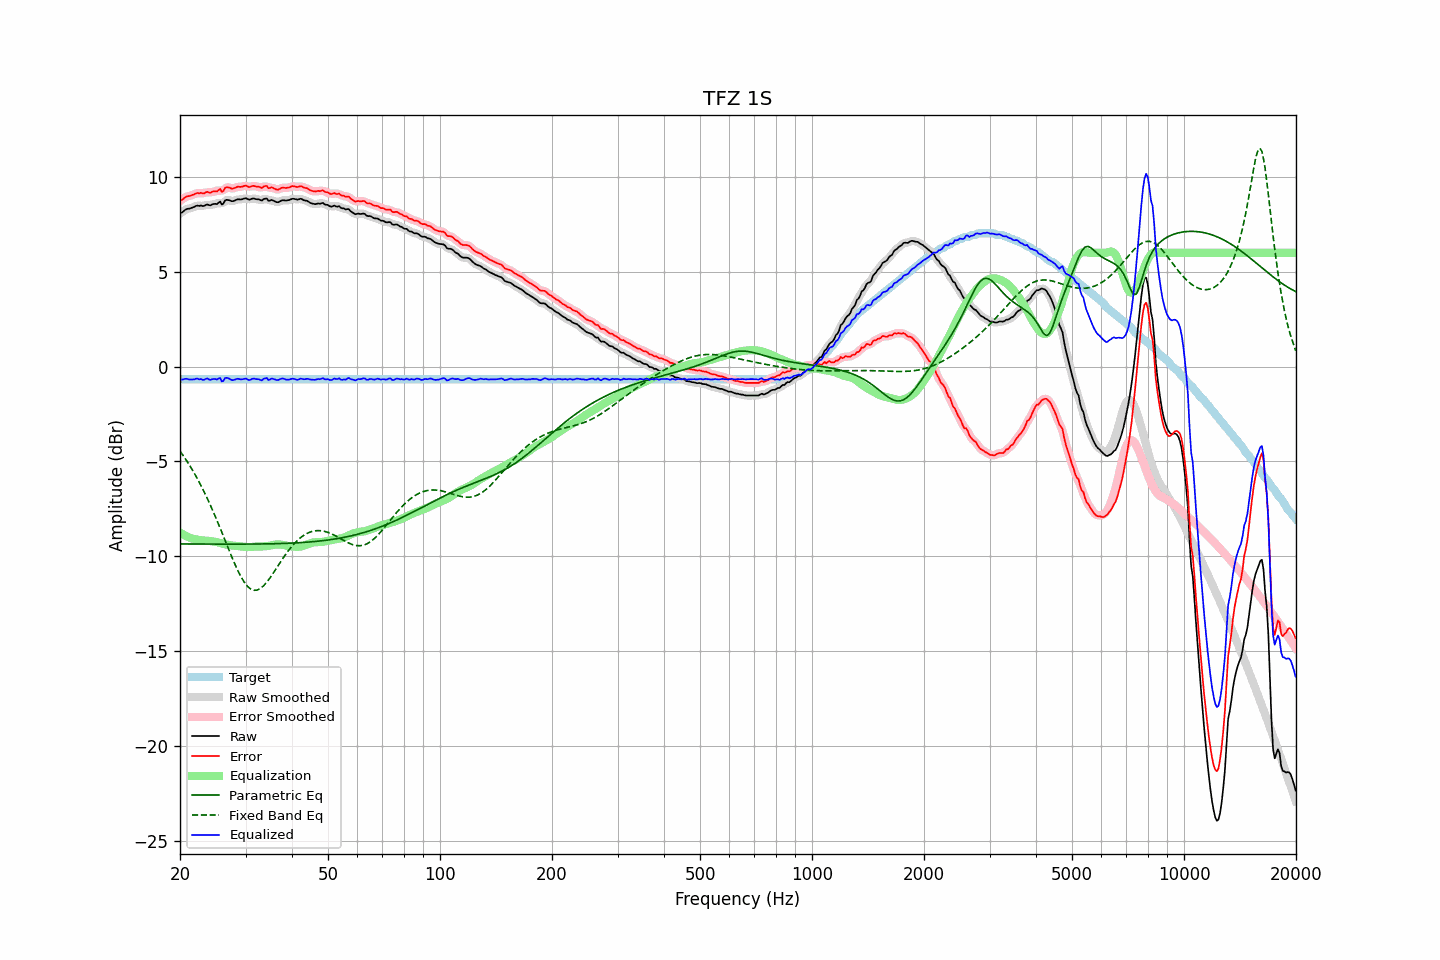 TFZ 1S
Amplitude (dBr)
10
5
0
−5
−10
−15
−20
−25
Target
Raw Smoothed
Error Smoothed
Raw
Error
Equalization
Parametric Eq
Fixed Band Eq
Equalized
20 50 100 200 500 1000 2000 5000 10000 20000
Frequency (Hz)